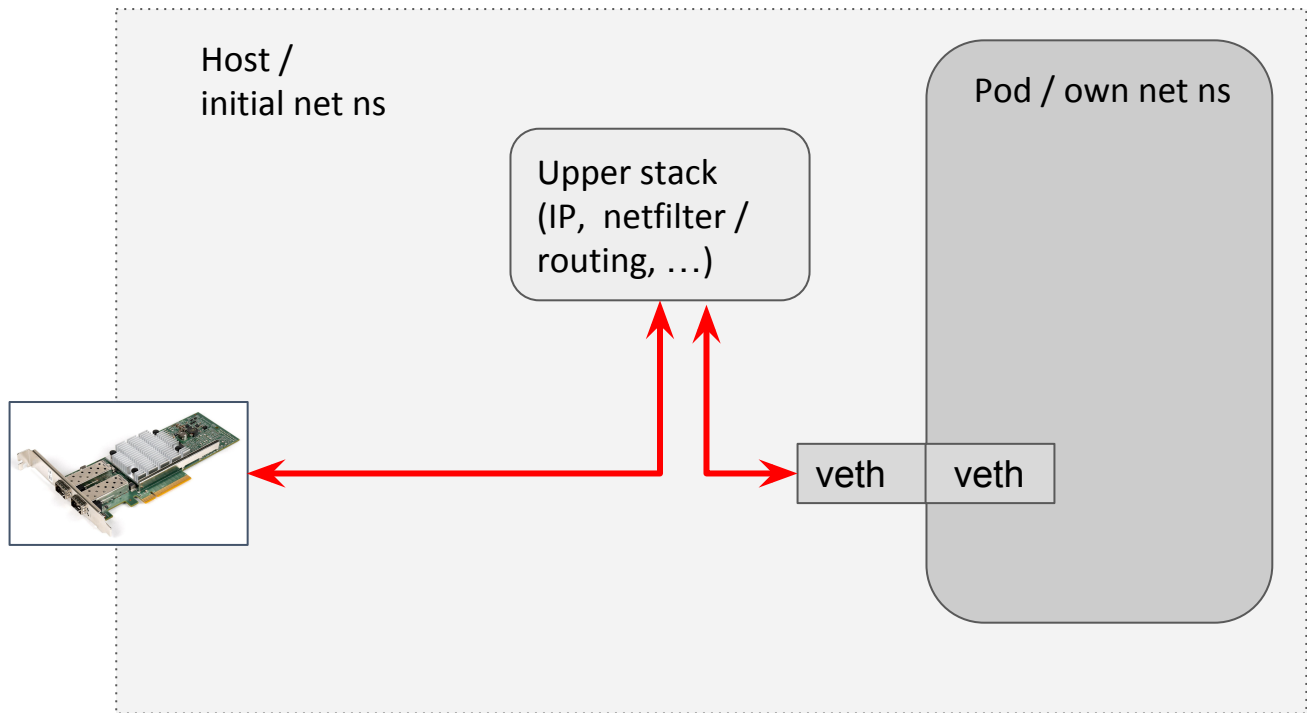 Host /
initial net ns
Pod / own net ns
Upper stack
(IP, netfilter /
routing, …)
veth
veth